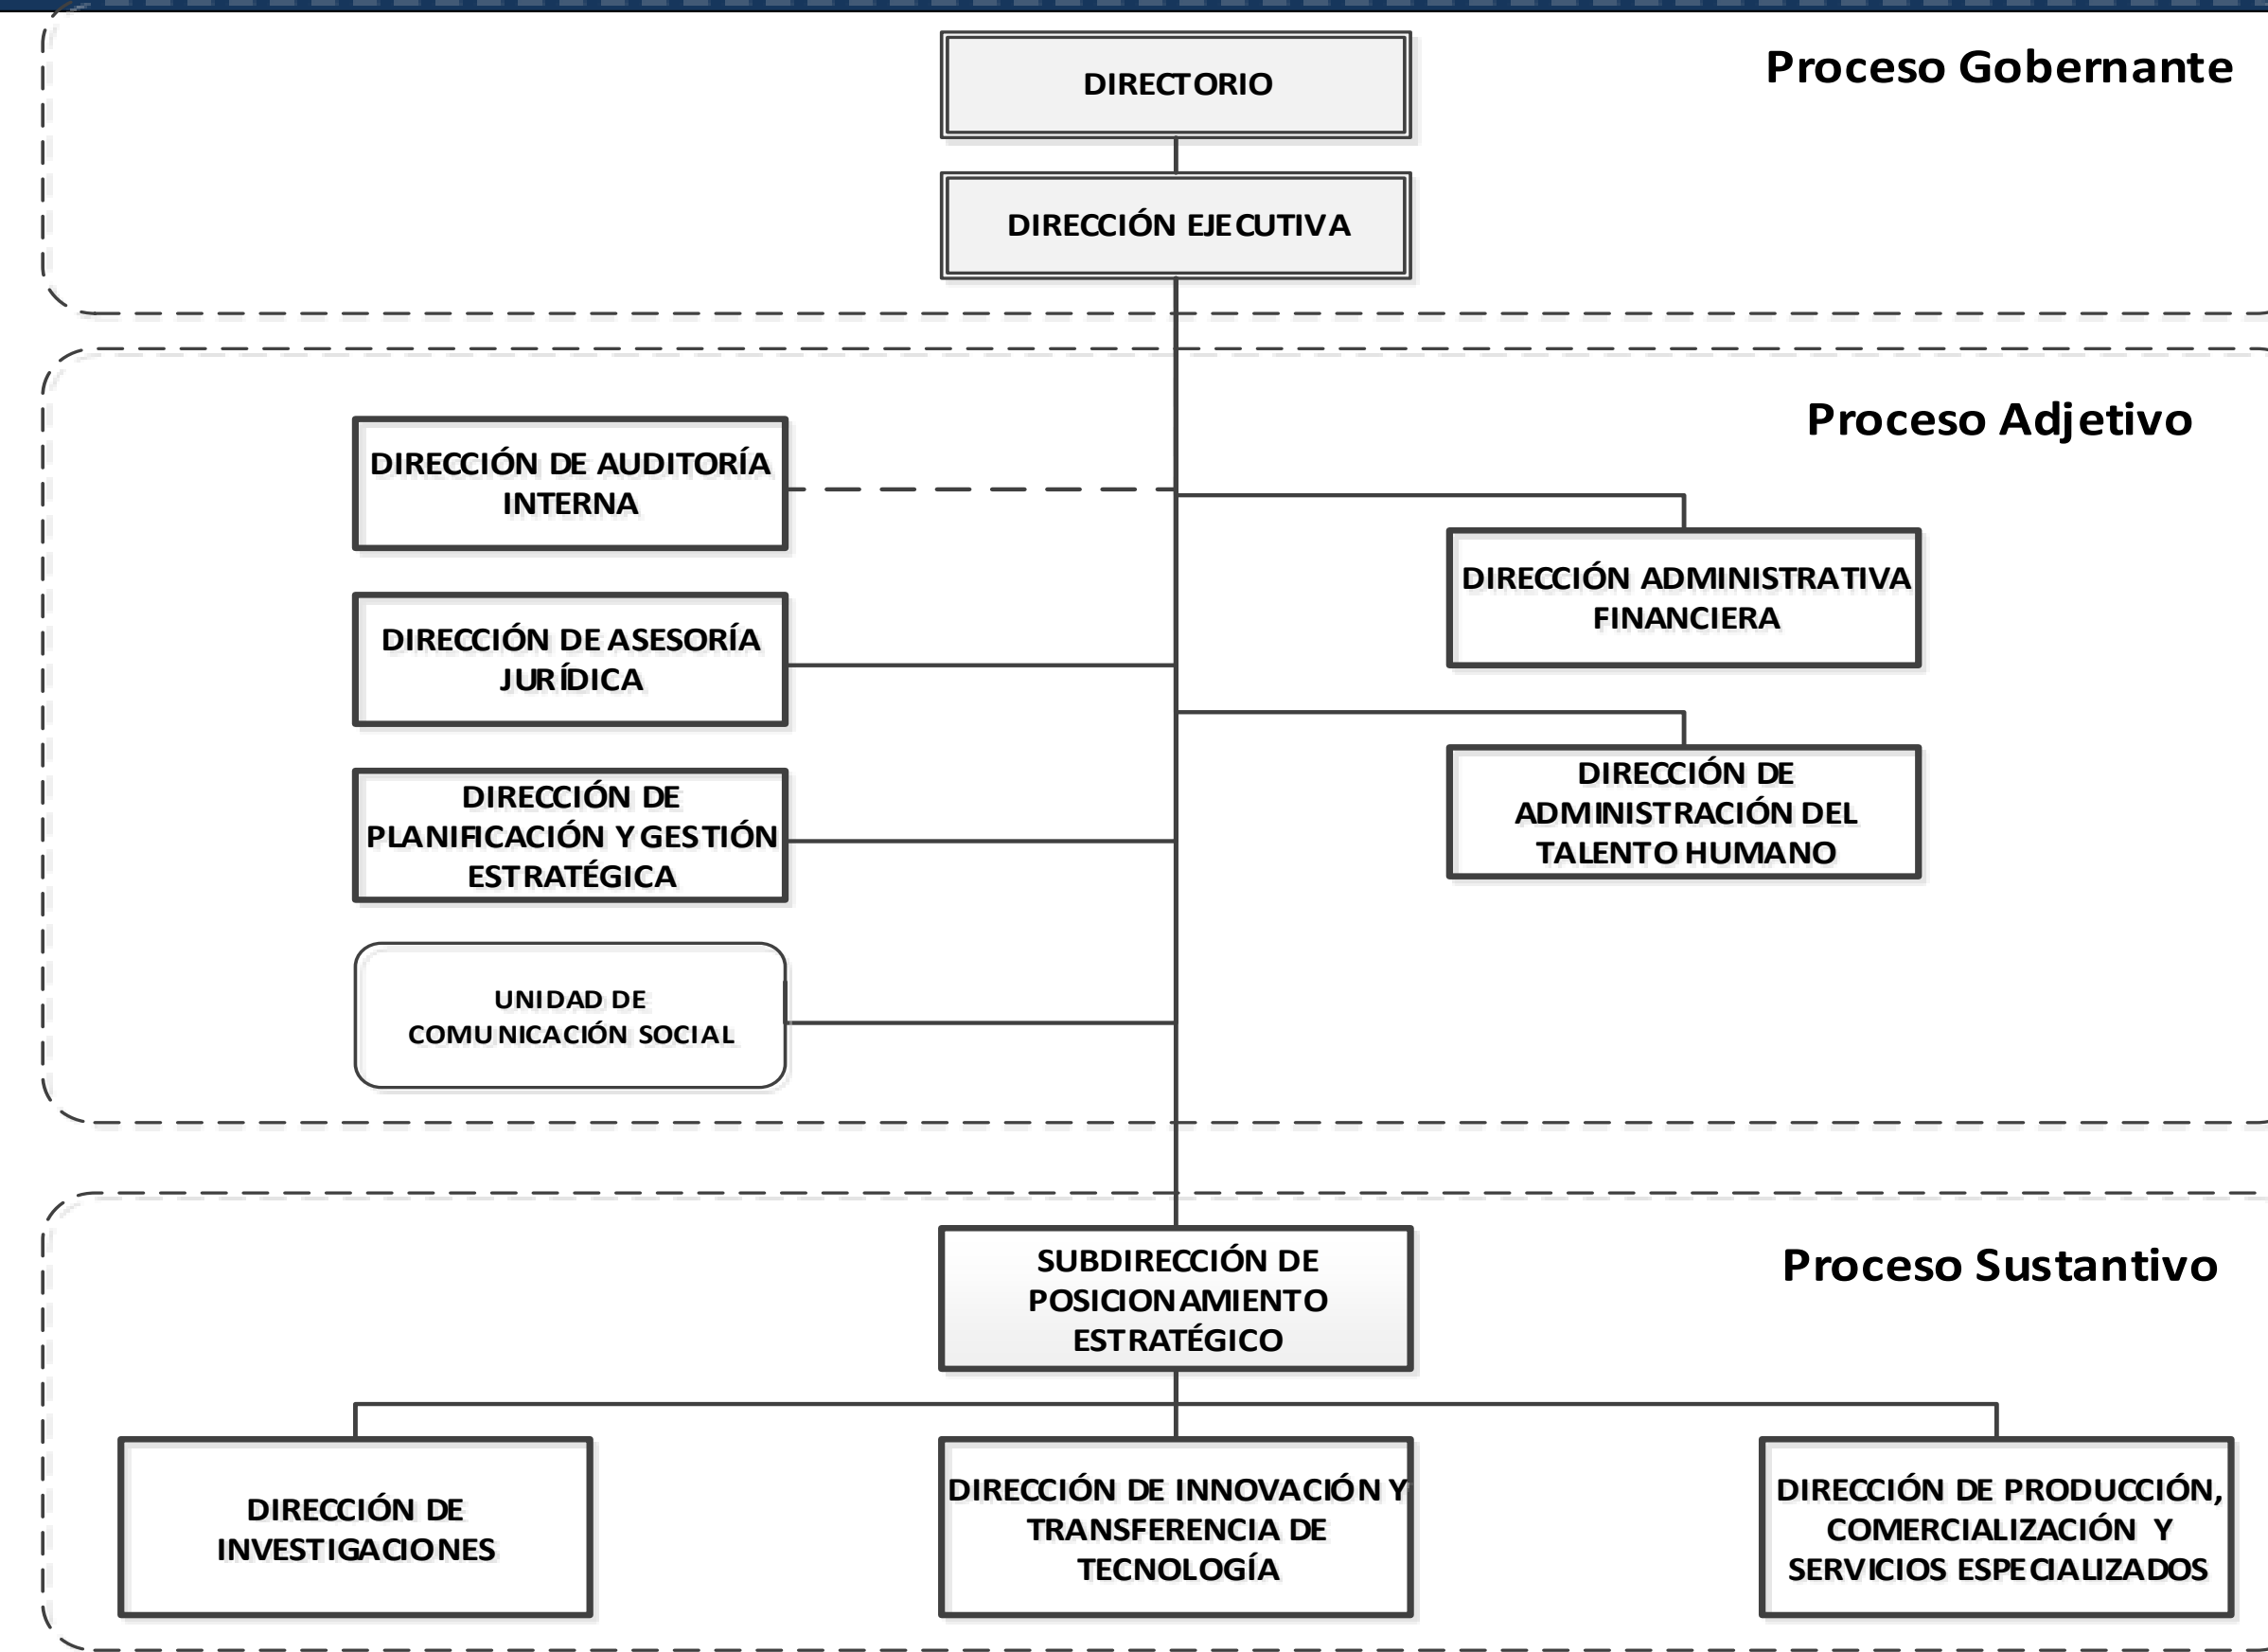 Proceso Gobernante
DIRECTORIO
DIRECCIÓN EJECUTIVA
Proceso Adjetivo
DIRECCIÓN DE AUDITORÍA
INTERNA
DIRECCIÓN ADMINISTRATIVA
FINANCIERA
DIRECCIÓN DE ASESORÍA
JURÍDICA
DIRECCIÓN DE
ADMINISTRACIÓN DEL
TALENTO HUMANO
DIRECCIÓN DE
PLANIFICACIÓN Y GESTIÓN
ESTRATÉGICA
UNIDAD DE
COMUNICACIÓN SOCIAL
Proceso Sustantivo
SUBDIRECCIÓN DE
POSICIONAMIENTO
ESTRATÉGICO
DIRECCIÓN DE
INVESTIGACIONES
DIRECCIÓN DE INNOVACIÓN Y
TRANSFERENCIA DE
TECNOLOGÍA
DIRECCIÓN DE PRODUCCIÓN,
COMERCIALIZACIÓN Y
SERVICIOS ESPECIALIZADOS